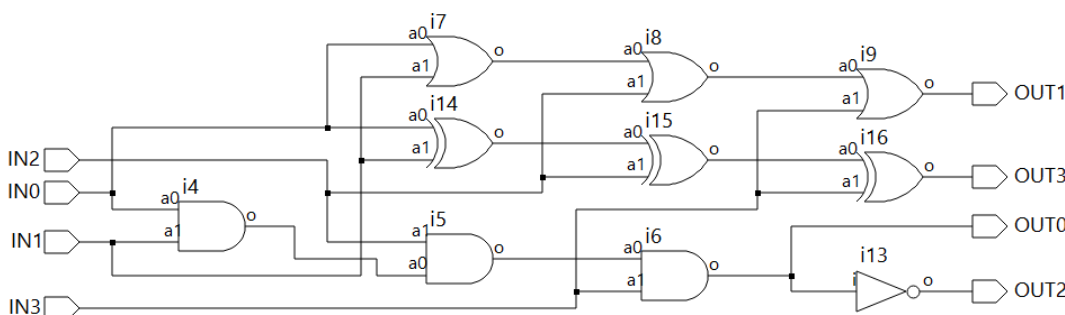 i7
a0
o
a1
i8
a0
o
a1
i9
a0
o
a1
OUT1
i14
a0
o
a1
i15
a0
o
a1
i16
a0
o
a1
OUT3
IN2
IN0
i4
a0
o
a1
IN1
i5
a1
o
a0
i6
a0
o
a1
OUT0
i13
i
o
OUT2
IN3